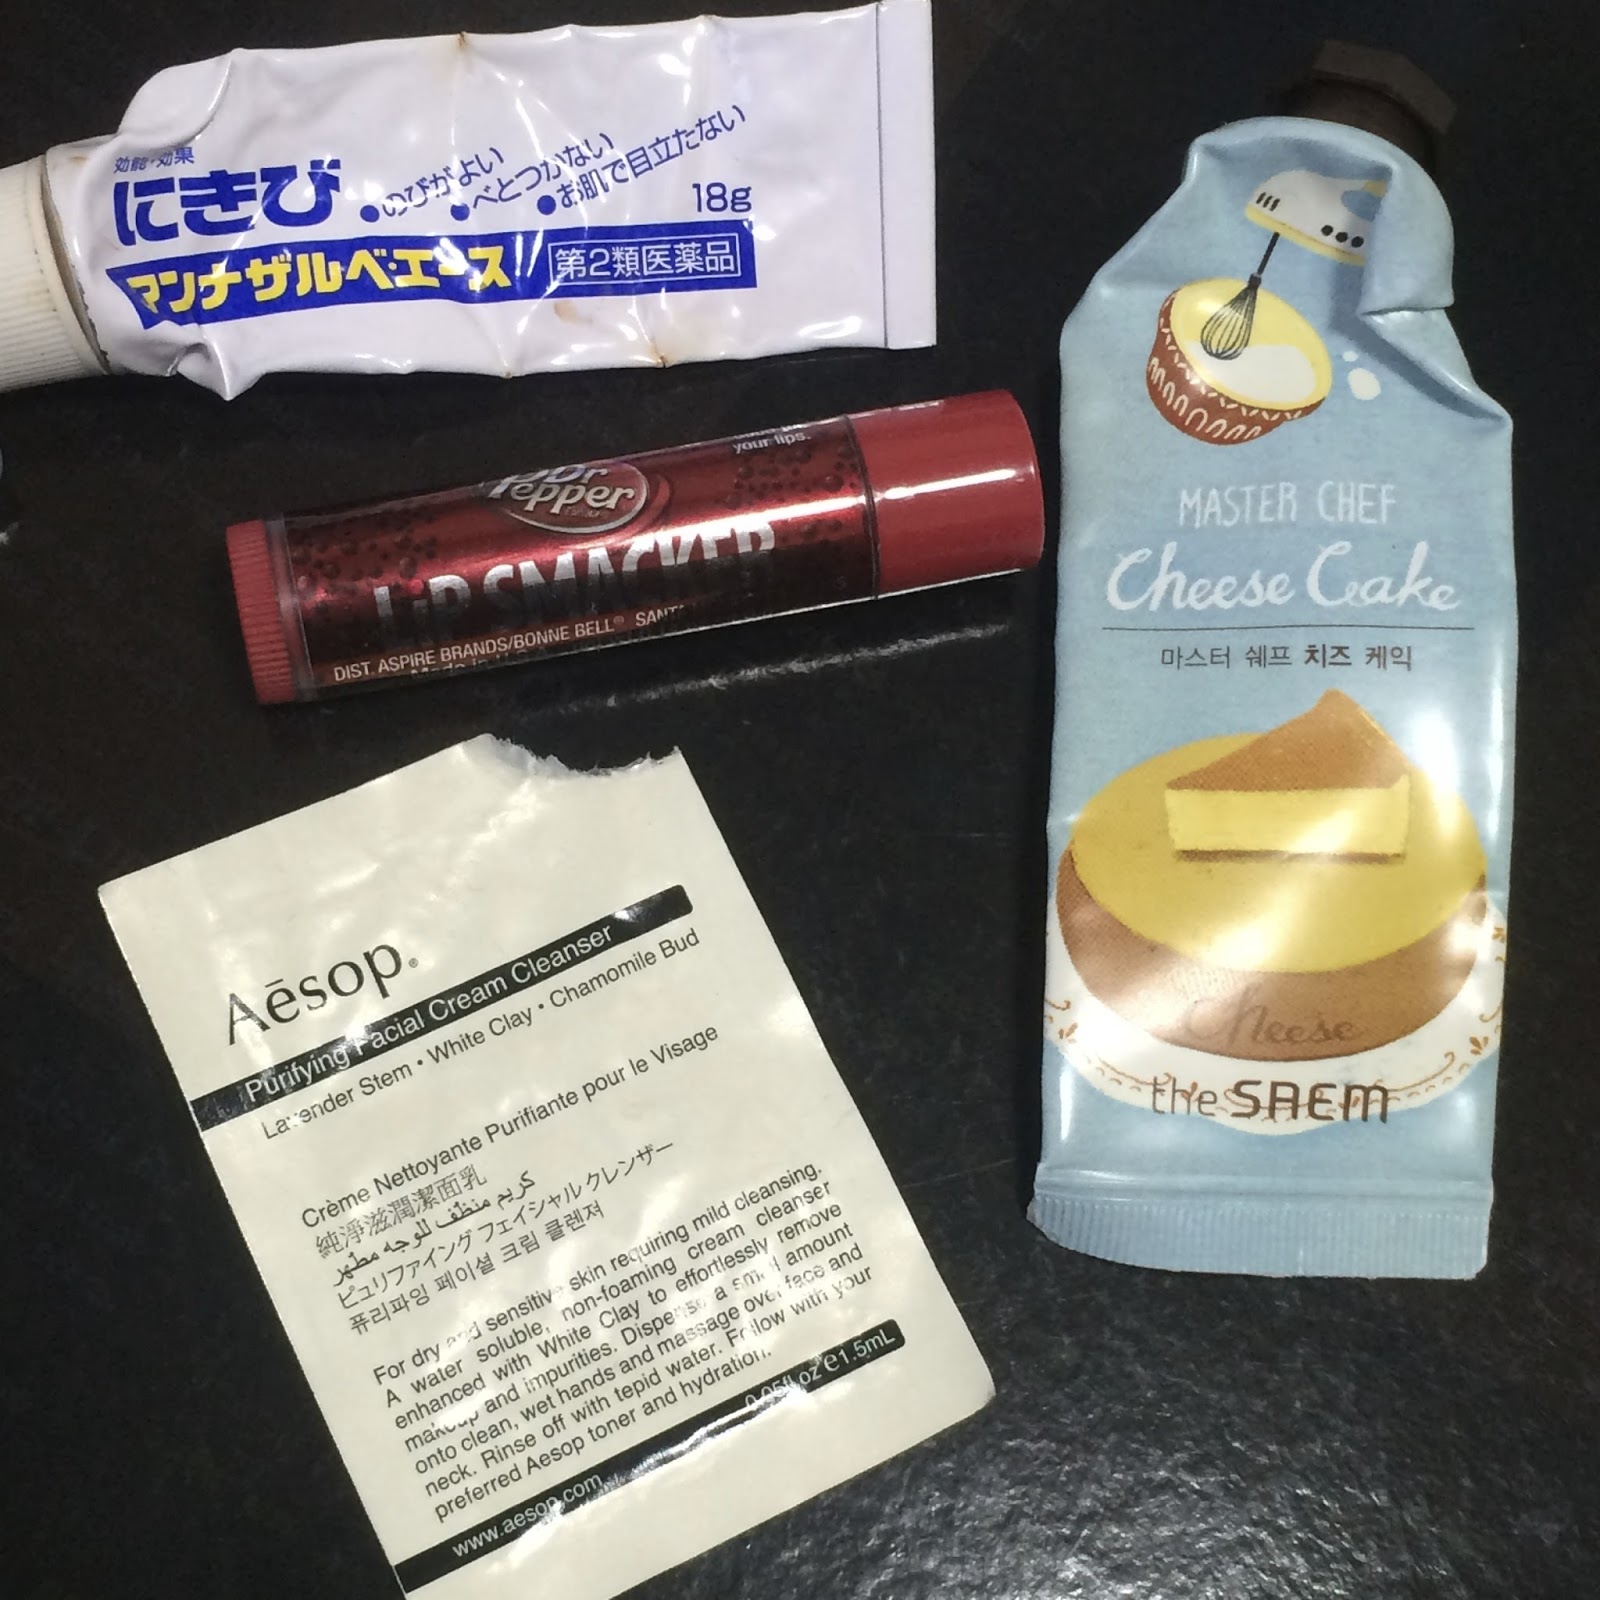 効能・効果
にきび
・のびがよい
・べとつかない
・お肌で目立たない
18g
マンナザルベ・エース
第2類医薬品
Dr
Pepper
your lips.
LiP SMACKER
DIST. ASPIRE BRANDS/BONNE BELL®
Made in
MASTER CHEF
Cheese Cake
마스터 쉐프 치즈 케익
Cheese
the SAEM
Aēsop®
Purifying Facial Cream Cleanser
Lavender Stem • White Clay • Chamomile Bud
Crème Nettoyante Purifiante pour le Visage
純淨滋潤潔面乳
كريم منظف للوجه مطهر
ピュリファイング フェイシャル クレンザー
퓨리파잉 페이셜 크림 클렌져
For dry and sensitive skin requiring mild cleansing.
A water soluble, non-foaming cream cleanser
enhanced with White Clay to effortlessly remove
makeup and impurities. Dispense a small amount
onto clean, wet hands and massage over face and
neck. Rinse off with tepid water. Follow with your
preferred Aesop toner and hydration.
0.05fl oz e1.5mL
www.aesop.com